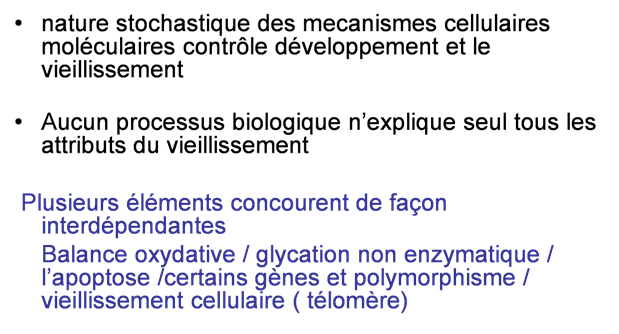 • nature stochastique des mecanismes cellulaires
moléculaires contrôle développement et le
vieillissement
• Aucun processus biologique n’explique seul tous les
attributs du vieillissement
Plusieurs éléments concourent de façon
interdépendantes
Balance oxydative / glycation non enzymatique /
l’apoptose /certains gènes et polymorphisme /
vieillissement cellulaire ( télomère)